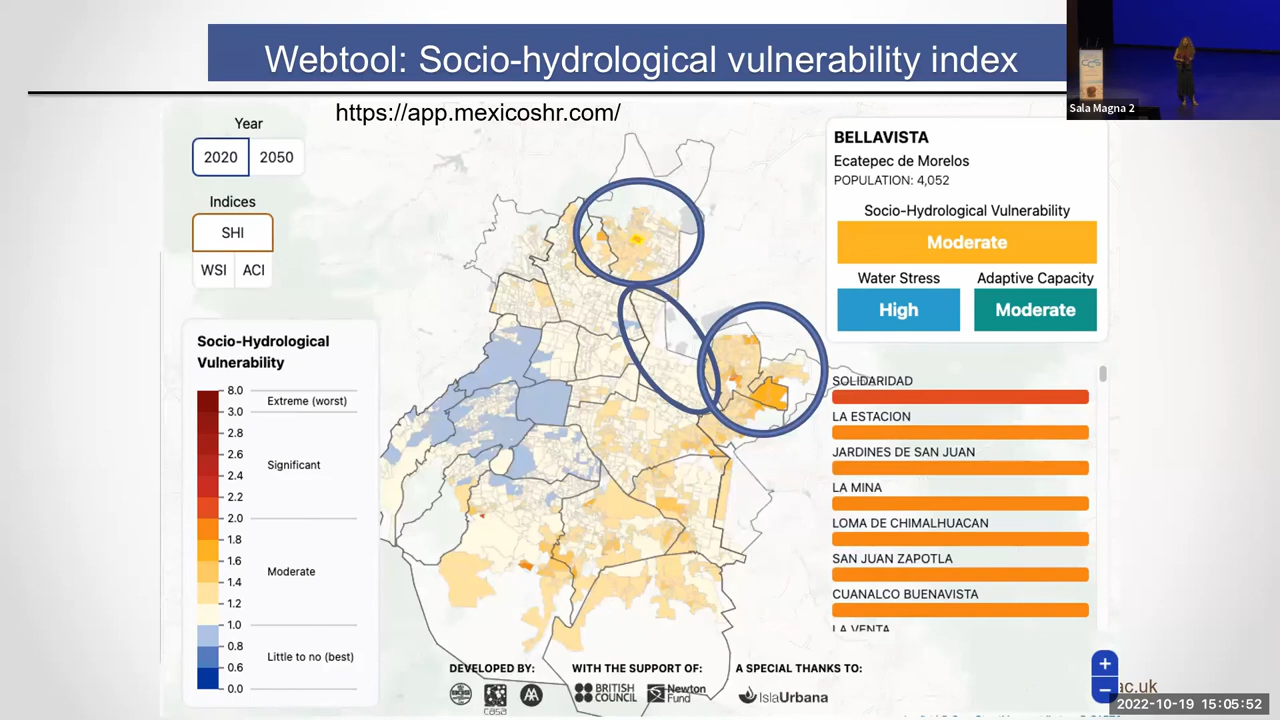 Webtool: Socio-hydrological vulnerability index
Sala Magna 2
https://app.mexicoshr.com/
Year
2020 2050
Indices
SHI
WSI ACI
Socio-Hydrological
Vulnerability
8.0
Extreme (worst)
3.0
2.8
2.6
Significant
2.4
2.2
2.0
1.8
1.6
Moderate
1.4
1.2
1.0
0.8
Little to no (best)
0.6
0.0
BELLAVISTA
Ecatepec de Morelos
POPULATION: 4,052
Socio-Hydrological Vulnerability
Moderate
Water Stress Adaptive Capacity
High Moderate
SOLIDARIDAD
LA ESTACION
JARDINES DE SAN JUAN
LA MINA
LOMA DE CHIMALHUACAN
SAN JUAN ZAPOTLA
CUANALCO BUENAVISTA
LA VENTA
DEVELOPED BY: WITH THE SUPPORT OF: A SPECIAL THANKS TO:
casa AA BRITISH COUNCIL Newton Fund IslaUrbana
+
−
ac.uk
2022-10-19 15:05:52